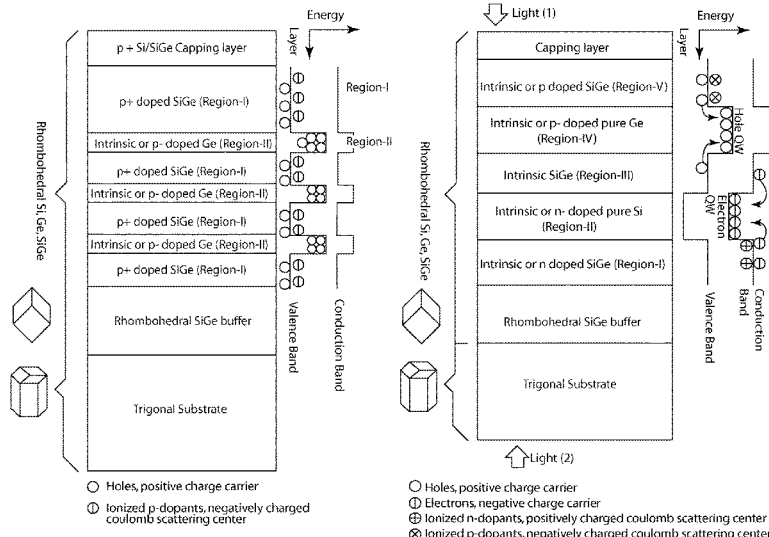 Energy
Layer
p + Si/SiGe Capping layer
p+ doped SiGe (Region-I)
Region-I
Intrinsic or p- doped Ge (Region-II)
Region-II
p+ doped SiGe (Region-I)
Intrinsic or p- doped Ge (Region-II)
p+ doped SiGe (Region-I)
Intrinsic or p- doped Ge (Region-II)
p+ doped SiGe (Region-I)
Rhombohedral SiGe buffer
Trigonal Substrate
Rhombohedral Si, Ge, SiGe
Valence Band
Conduction Band
Holes, positive charge carrier
Ionized p-dopants, negatively charged
coulomb scattering center
Light (1)
Energy
Layer
Capping layer
Intrinsic or p doped SiGe (Region-V)
Intrinsic or p- doped pure Ge
(Region-IV)
Hole QW
Intrinsic SiGe (Region-III)
Intrinsic or n- doped pure Si
(Region-II)
Electron
QW
Intrinsic or n doped SiGe (Region-I)
Rhombohedral SiGe buffer
Trigonal Substrate
Rhombohedral Si, Ge, SiGe
Valence Band
Conduction
Band
Light (2)
Holes, positive charge carrier
Electrons, negative charge carrier
Ionized n-dopants, positively charged coulomb scattering center
Ionized p-dopants, negatively charged coulomb scattering center